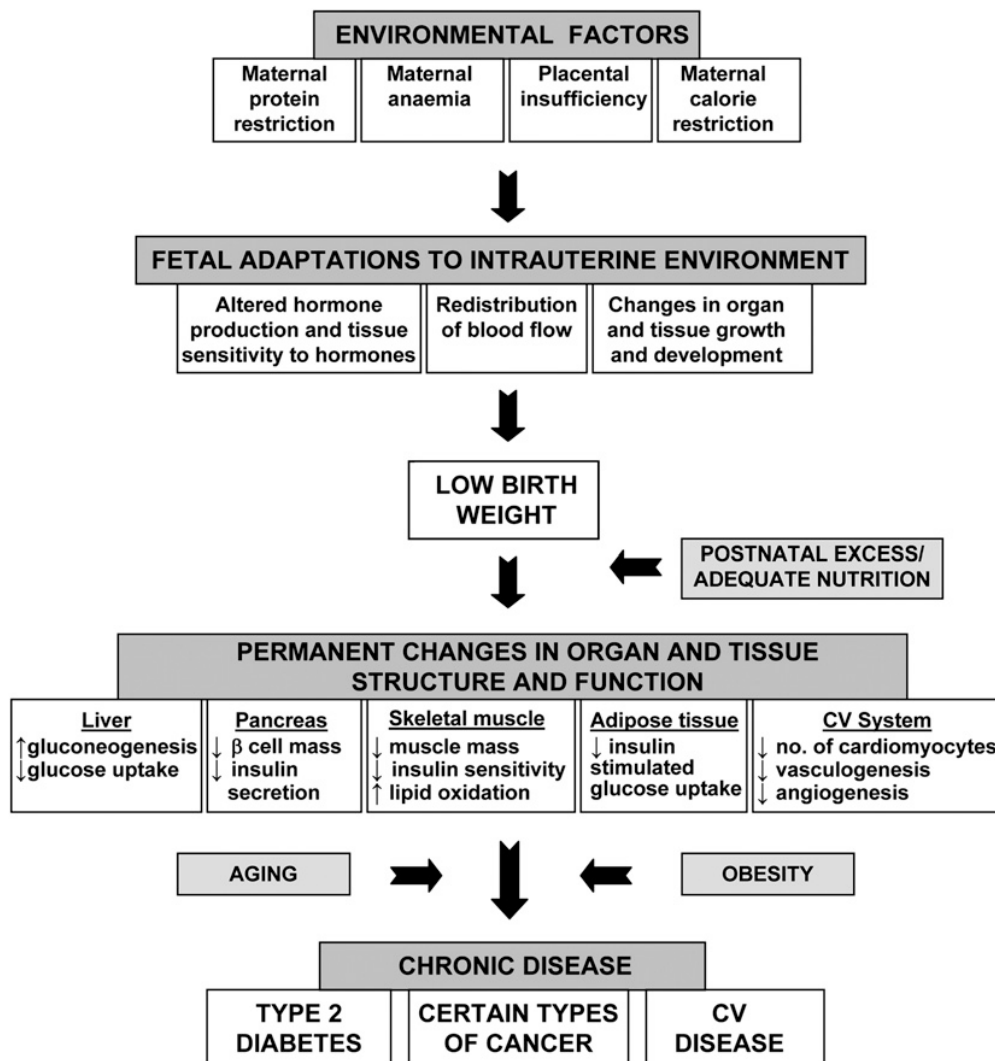 ENVIRONMENTAL FACTORS
Maternal
protein
restriction
Maternal
anaemia
Placental
insufficiency
Maternal
calorie
restriction
FETAL ADAPTATIONS TO INTRAUTERINE ENVIRONMENT
Altered hormone
production and tissue
sensitivity to hormones
Redistribution
of blood flow
Changes in organ
and tissue growth
and development
LOW BIRTH
WEIGHT
POSTNATAL EXCESS/
ADEQUATE NUTRITION
PERMANENT CHANGES IN ORGAN AND TISSUE
STRUCTURE AND FUNCTION
Liver
↑gluconeogenesis
↓glucose uptake
Pancreas
↓ β cell mass
↓ insulin
secretion
Skeletal muscle
↓ muscle mass
↓ insulin sensitivity
↑ lipid oxidation
Adipose tissue
↓ insulin
stimulated
glucose uptake
CV System
↓ no. of cardiomyocytes
↓ vasculogenesis
↓ angiogenesis
AGING
OBESITY
CHRONIC DISEASE
TYPE 2
DIABETES
CERTAIN TYPES
OF CANCER
CV
DISEASE